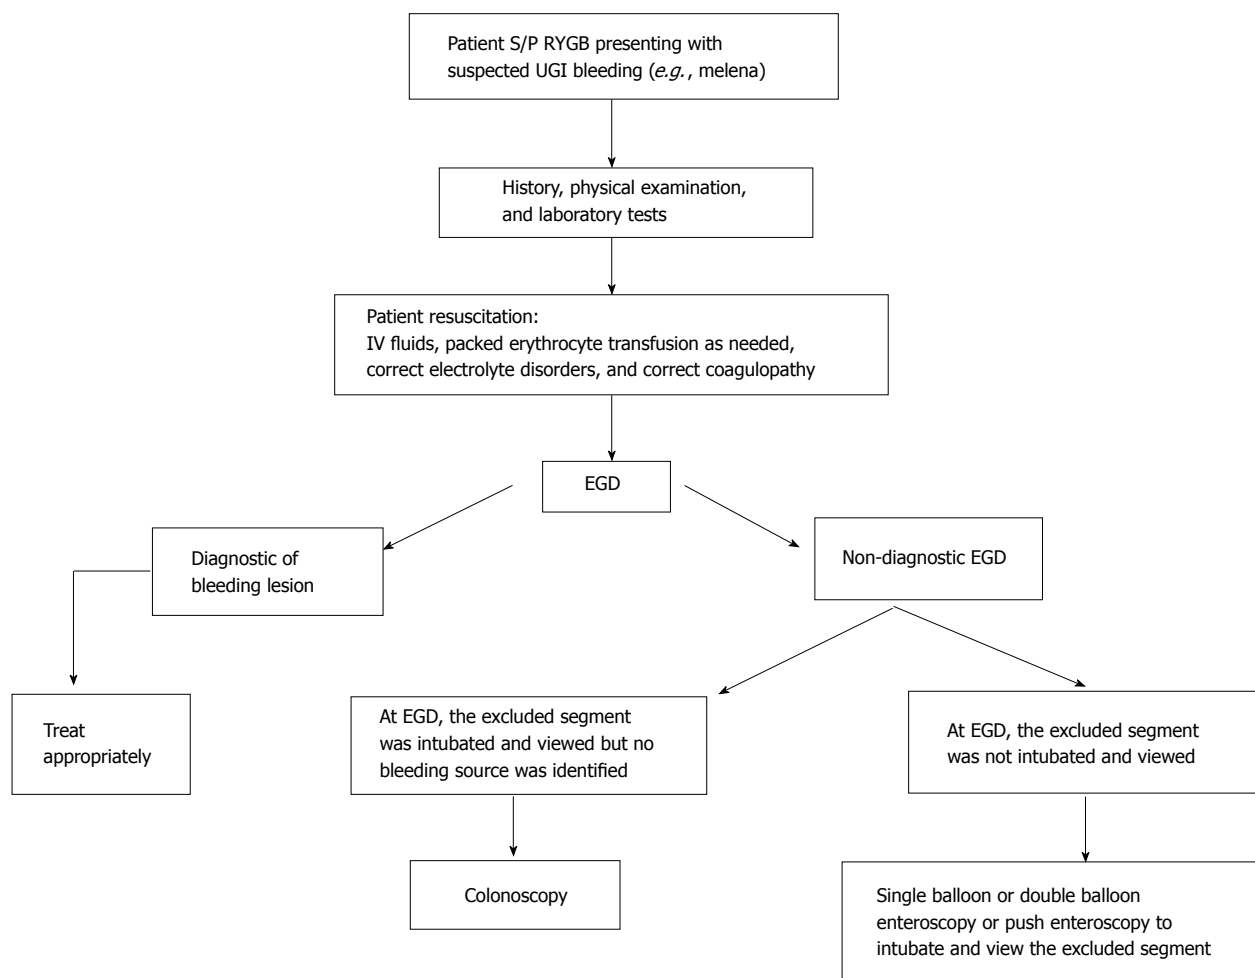 Patient S/P RYGB presenting with
suspected UGI bleeding (e.g., melena)
History, physical examination,
and laboratory tests
Patient resuscitation:
IV fluids, packed erythrocyte transfusion as needed,
correct electrolyte disorders, and correct coagulopathy
EGD
Diagnostic of
bleeding lesion
Non-diagnostic EGD
Treat
appropriately
At EGD, the excluded segment
was intubated and viewed but no
bleeding source was identified
At EGD, the excluded segment
was not intubated and viewed
Colonoscopy
Single balloon or double balloon
enteroscopy or push enteroscopy to
intubate and view the excluded segment